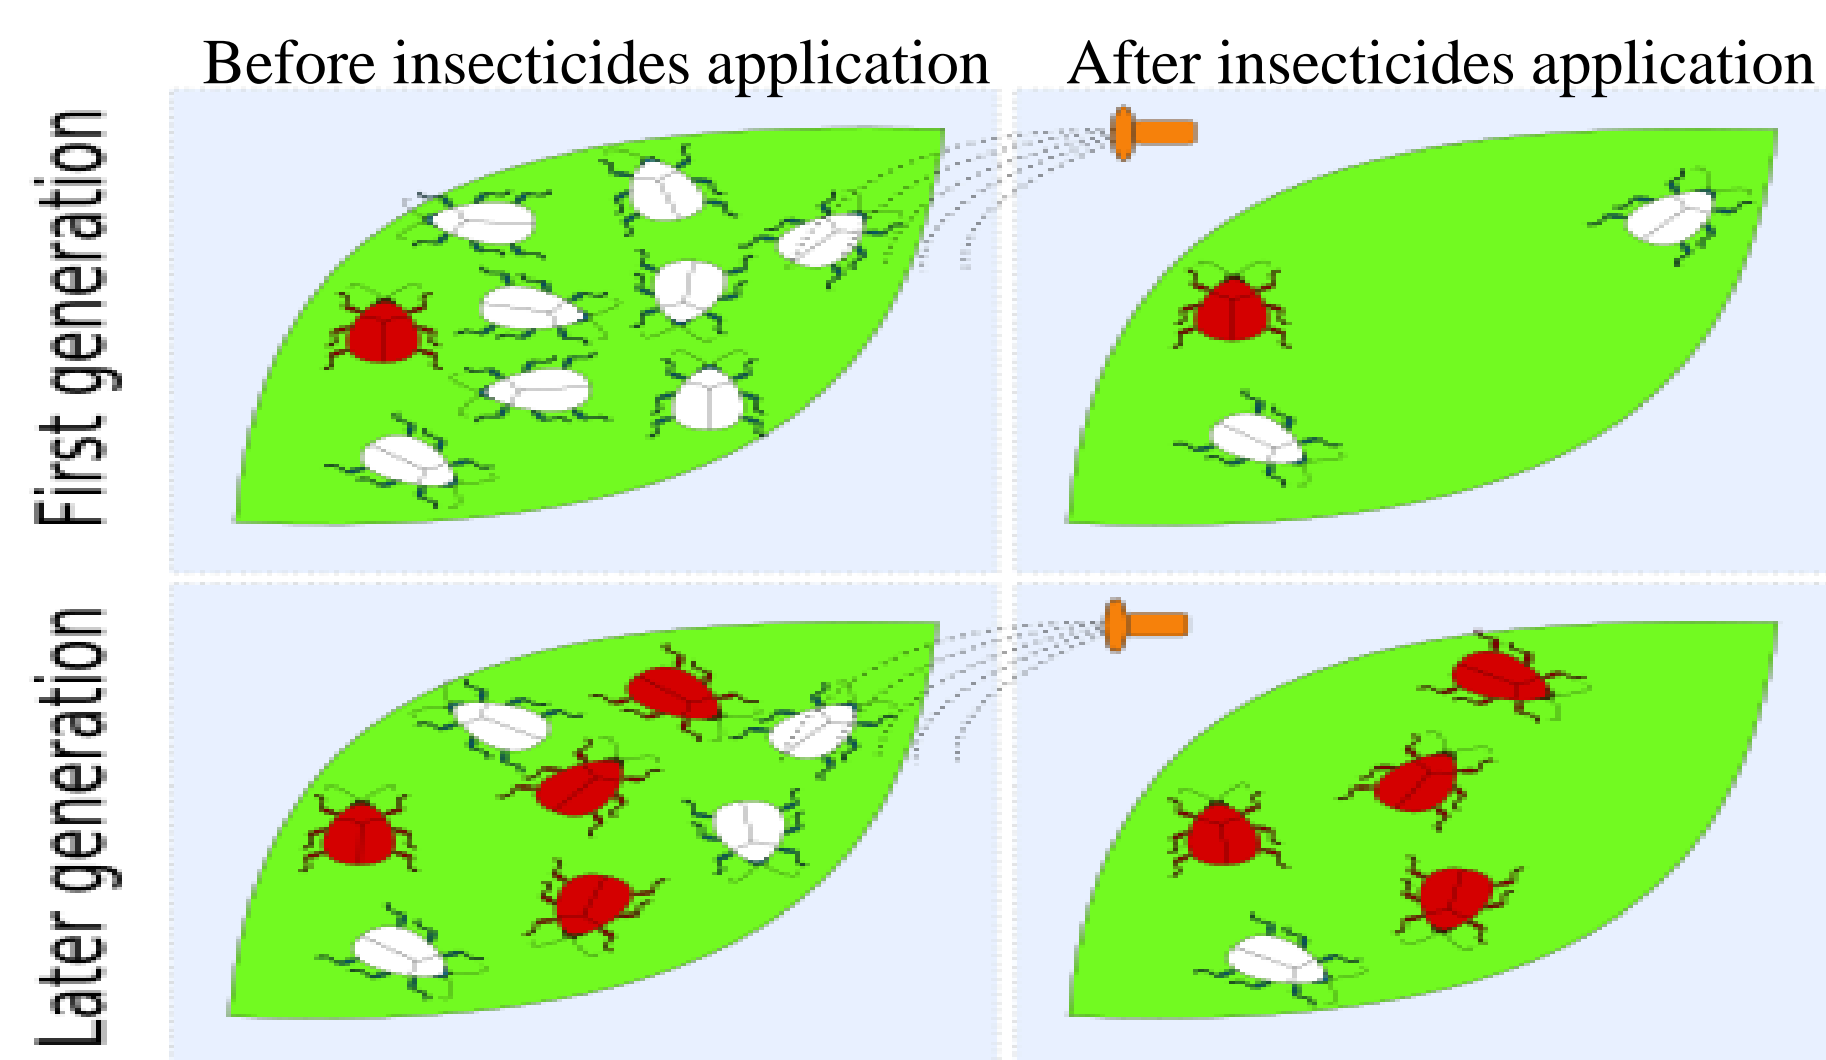 Before insecticides application
After insecticides application
First generation
Later generation